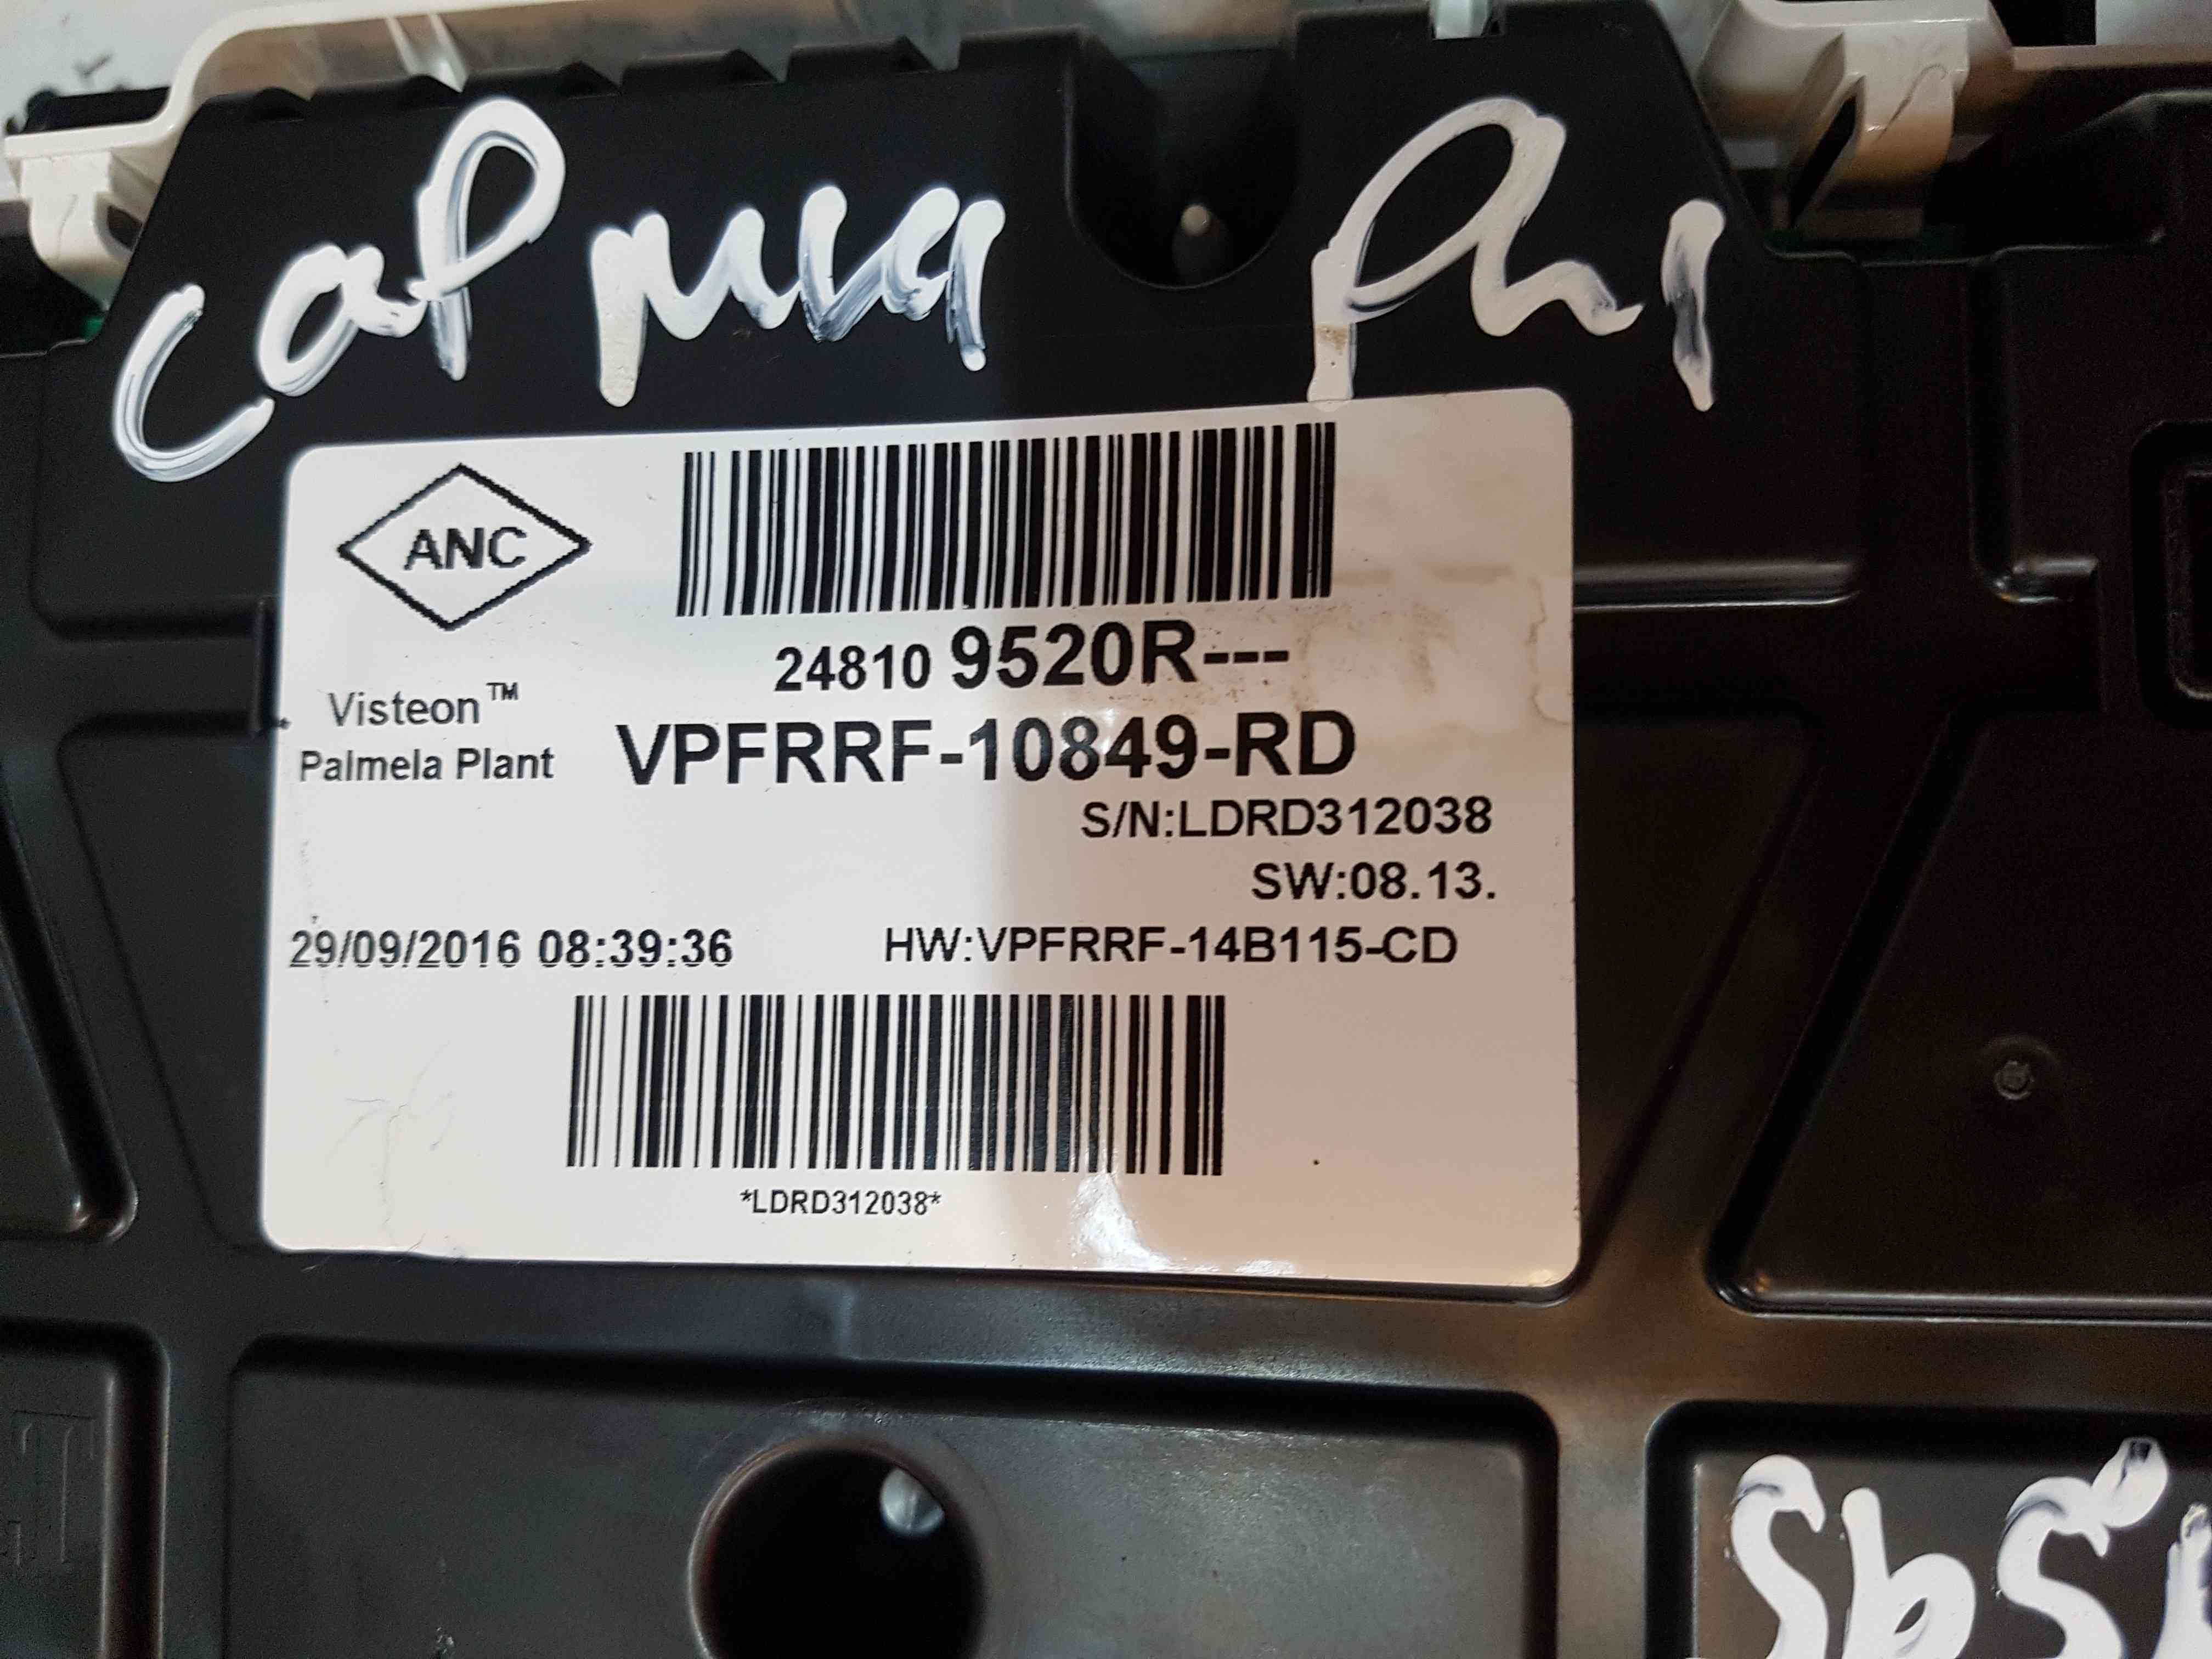 ANC
24810 9520R---
Visteon™
Palmela Plant
VPFRRF-10849-RD
S/N:LDRD312038
SW:08.13.
29/09/2016 08:39:36
HW:VPFRRF-14B115-CD
*LDRD312038*